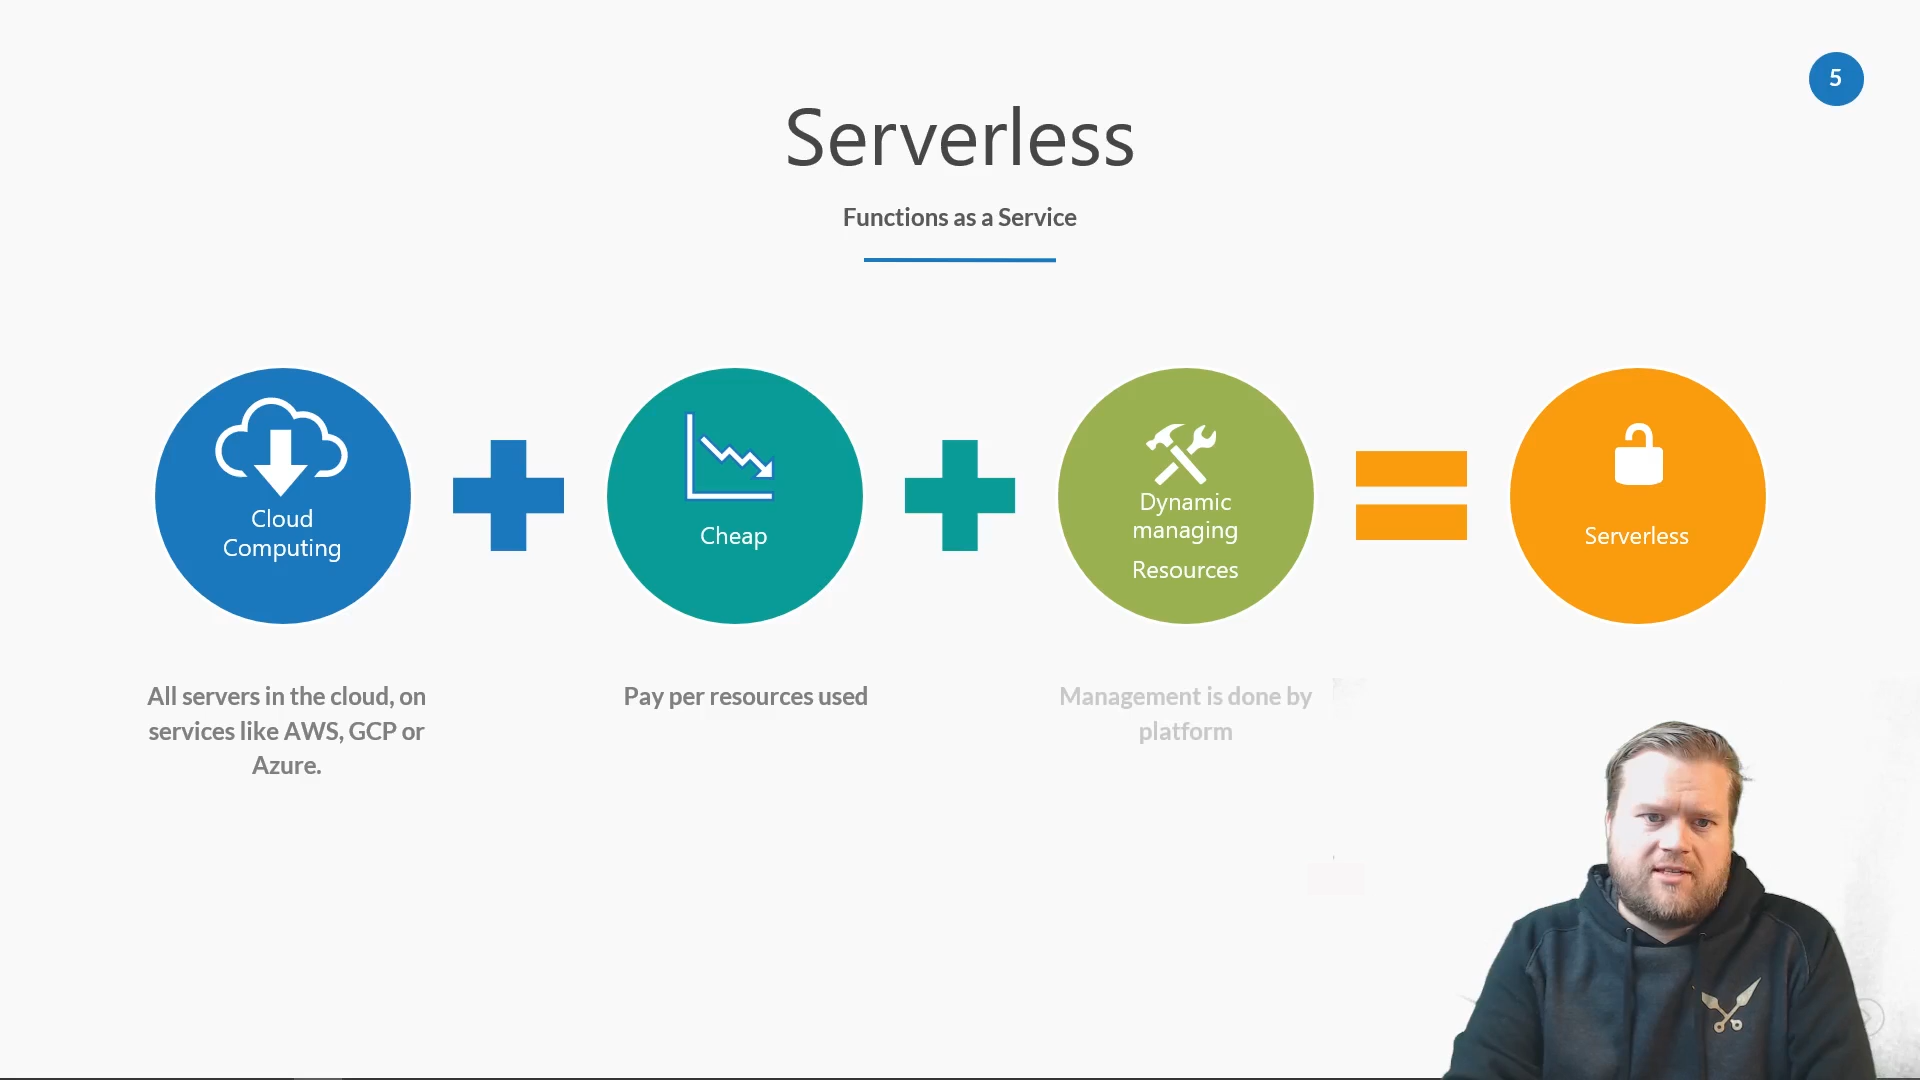 5
Serverless
Functions as a Service
Cloud
Computing
Cheap
Dynamic
managing
Resources
Serverless
All servers in the cloud, on
services like AWS, GCP or
Azure.
Pay per resources used
Management is done by
platform